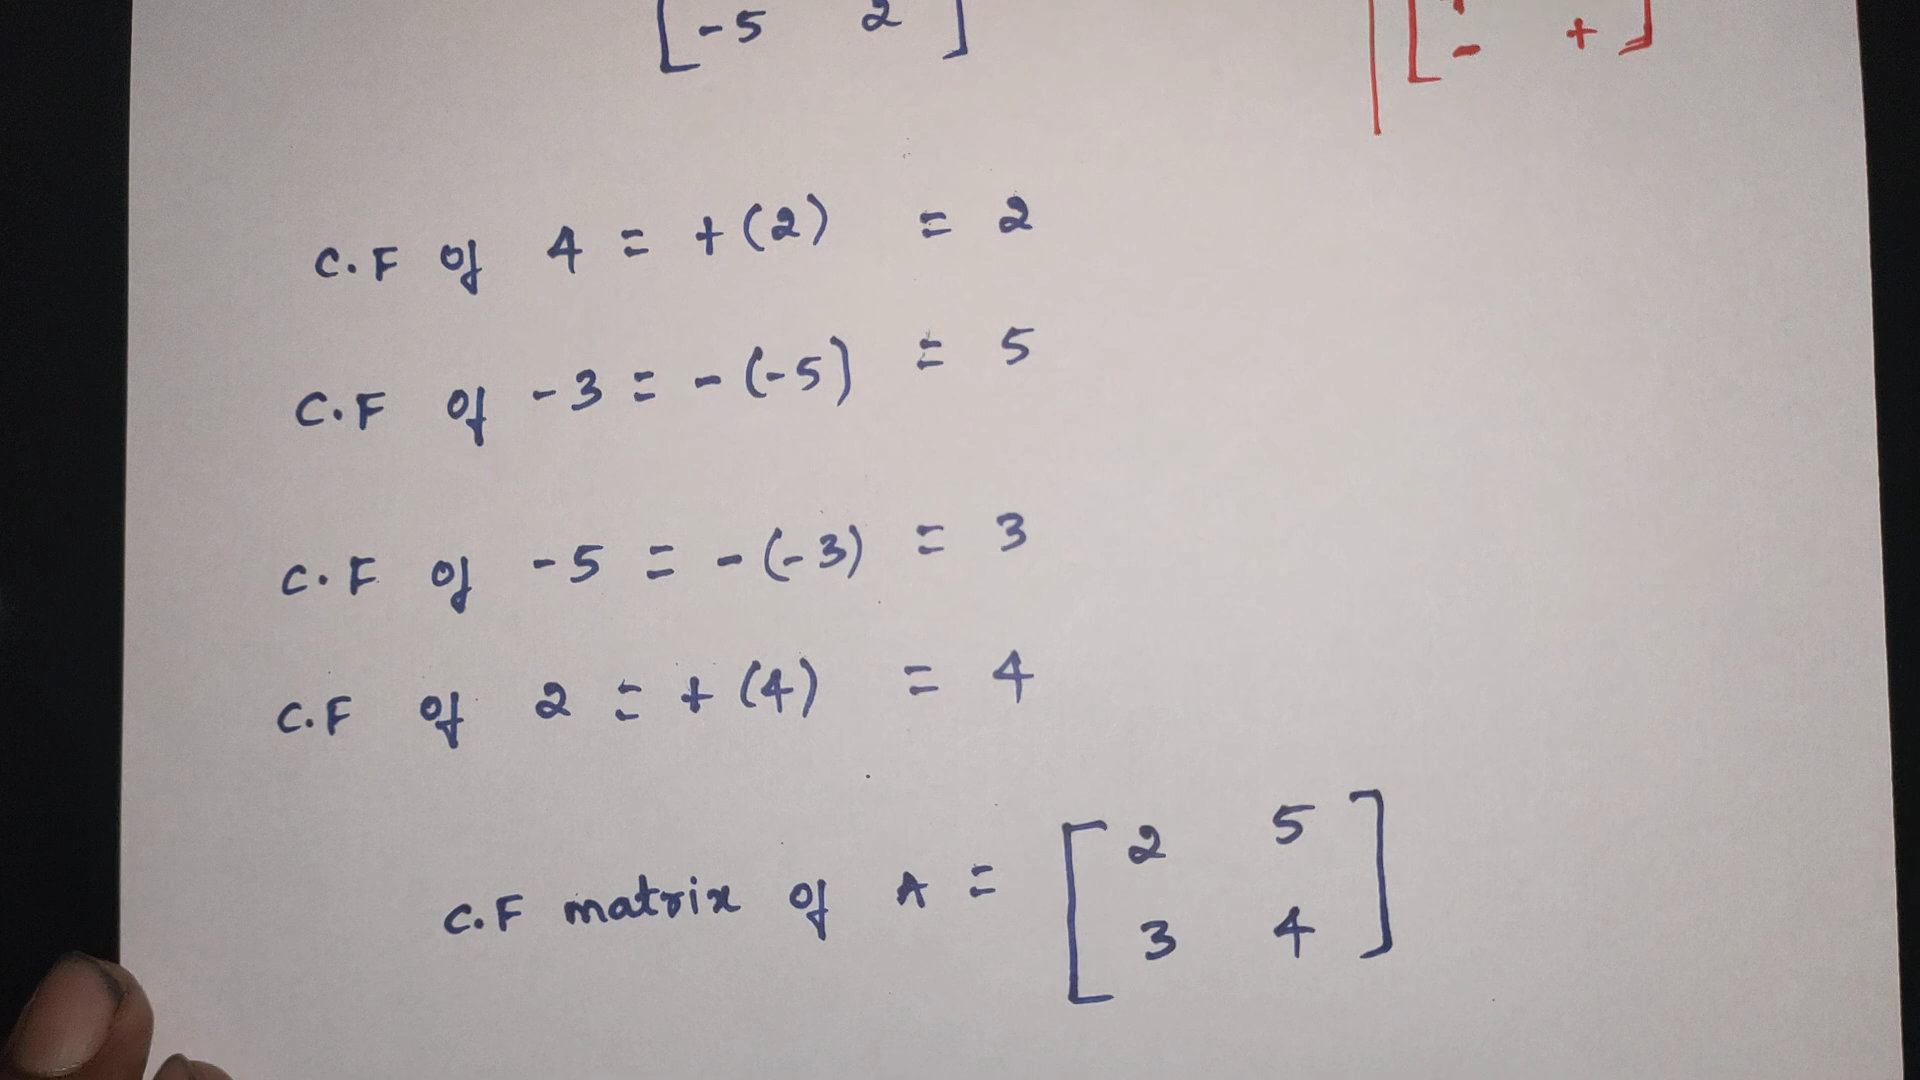 [-5 2]
- +
C.F of 4 = +(2) = 2
C.F of -3 = -(-5) = 5
C.F of -5 = -(-3) = 3
C.F of 2 = +(4) = 4
C.F matrix of A = [2 5
3 4]